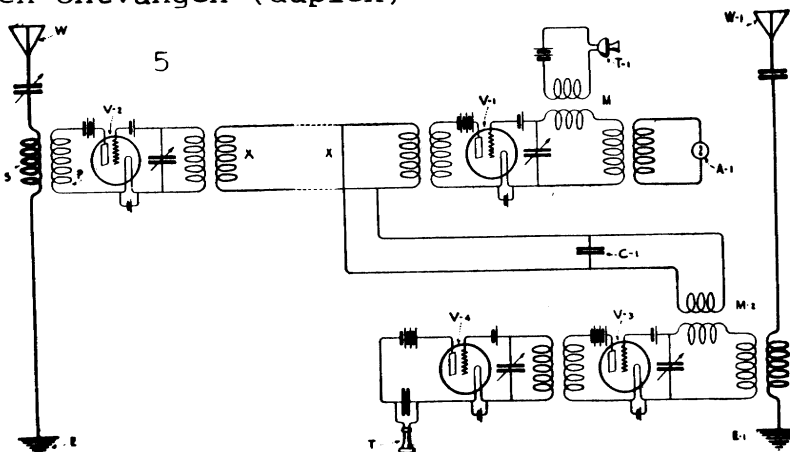 en ontvangen (duplex)
W
W-1
5
T-1
V-2
V-1
M
S
P
X
X
A-1
C-1
M-2
V-4
V-3
T
E
E-1